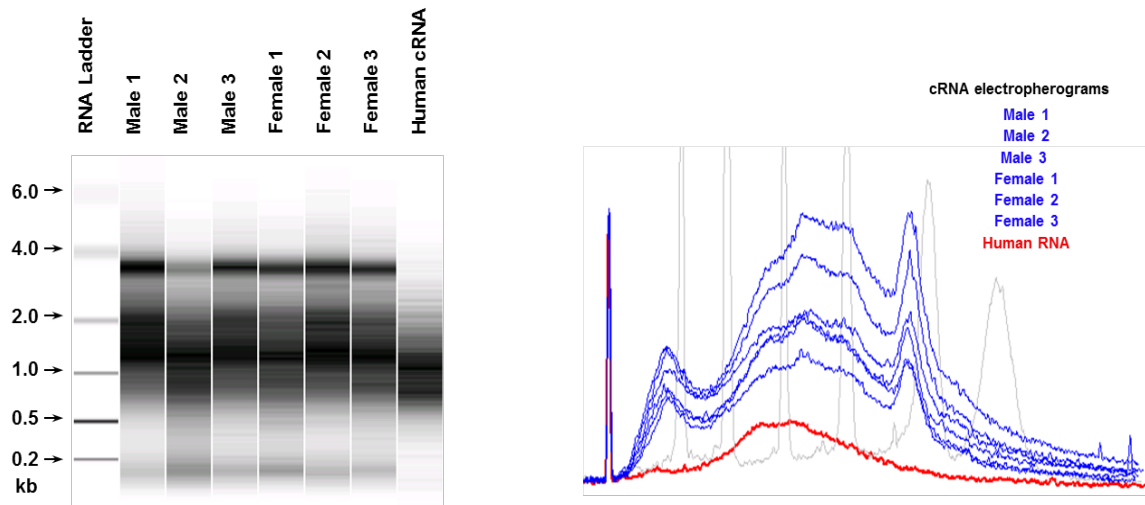 RNA Ladder
Male 1
Male 2
Male 3
Female 1
Female 2
Female 3
Human cRNA
6.0
4.0
2.0
1.0
0.5
0.2
kb
cRNA electropherograms
Male 1
Male 2
Male 3
Female 1
Female 2
Female 3
Human RNA